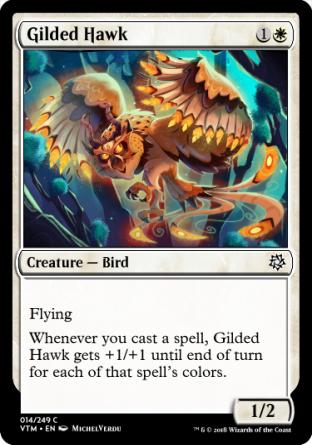 Gilded Hawk 1
Creature — Bird
Flying
Whenever you cast a spell, Gilded
Hawk gets +1/+1 until end of turn
for each of that spell's colors.
1/2
014/249 C
VTM • EN MichelVerdu
™ & © 2018 Wizards of the Coast